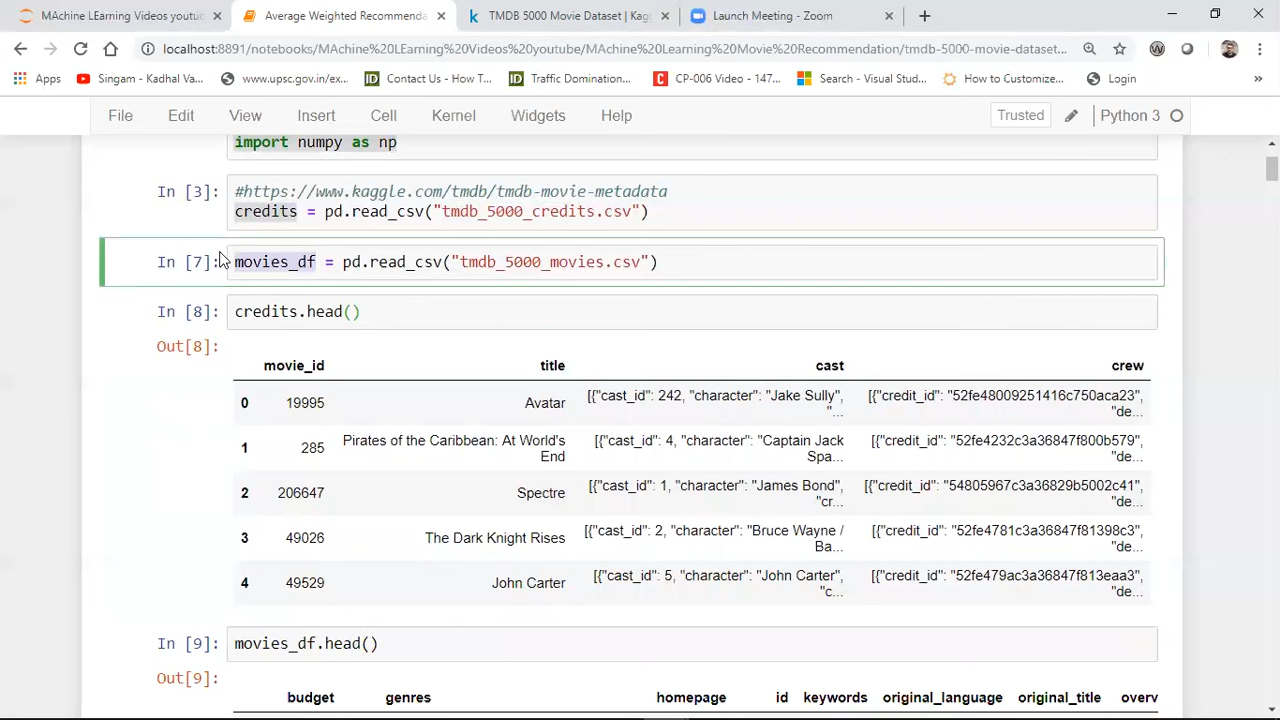 MAchine LEarning Videos youtu
Average Weighted Recommenda
TMDB 5000 Movie Dataset | Kag
Launch Meeting - Zoom
localhost:8891/notebooks/MAchine%20LEarning%20Videos%20youtube/MAchine%20Learning%20Movie%20Recommendation/tmdb-5000-movie-dataset...
Apps
Singam - Kadhal Va...
www.upsc.gov.in/ex...
Contact Us - How T...
Traffic Domination...
CP-006 Video - 147...
Search - Visual Stud...
How to Customize...
Login
»
File Edit View Insert Cell Kernel Widgets Help
Trusted
Python 3
import numpy as np
In [3]: #https://www.kaggle.com/tmdb/tmdb-movie-metadata
credits = pd.read_csv("tmdb_5000_credits.csv")
In [7]: movies_df = pd.read_csv("tmdb_5000_movies.csv")
In [8]: credits.head()
Out[8]:
movie_id title cast crew
0 19995 Avatar [{"cast_id": 242, "character": "Jake Sully", "... [{"credit_id": "52fe48009251416c750aca23", "de...
1 285 Pirates of the Caribbean: At World's End [{"cast_id": 4, "character": "Captain Jack Spa... [{"credit_id": "52fe4232c3a36847f800b579", "de...
2 206647 Spectre [{"cast_id": 1, "character": "James Bond", "cr... [{"credit_id": "54805967c3a36829b5002c41", "de...
3 49026 The Dark Knight Rises [{"cast_id": 2, "character": "Bruce Wayne / Ba... [{"credit_id": "52fe4781c3a36847f81398c3", "de...
4 49529 John Carter [{"cast_id": 5, "character": "John Carter", "c... [{"credit_id": "52fe479ac3a36847f813eaa3", "de...
In [9]: movies_df.head()
Out[9]:
budget genres homepage id keywords original_language original_title overv